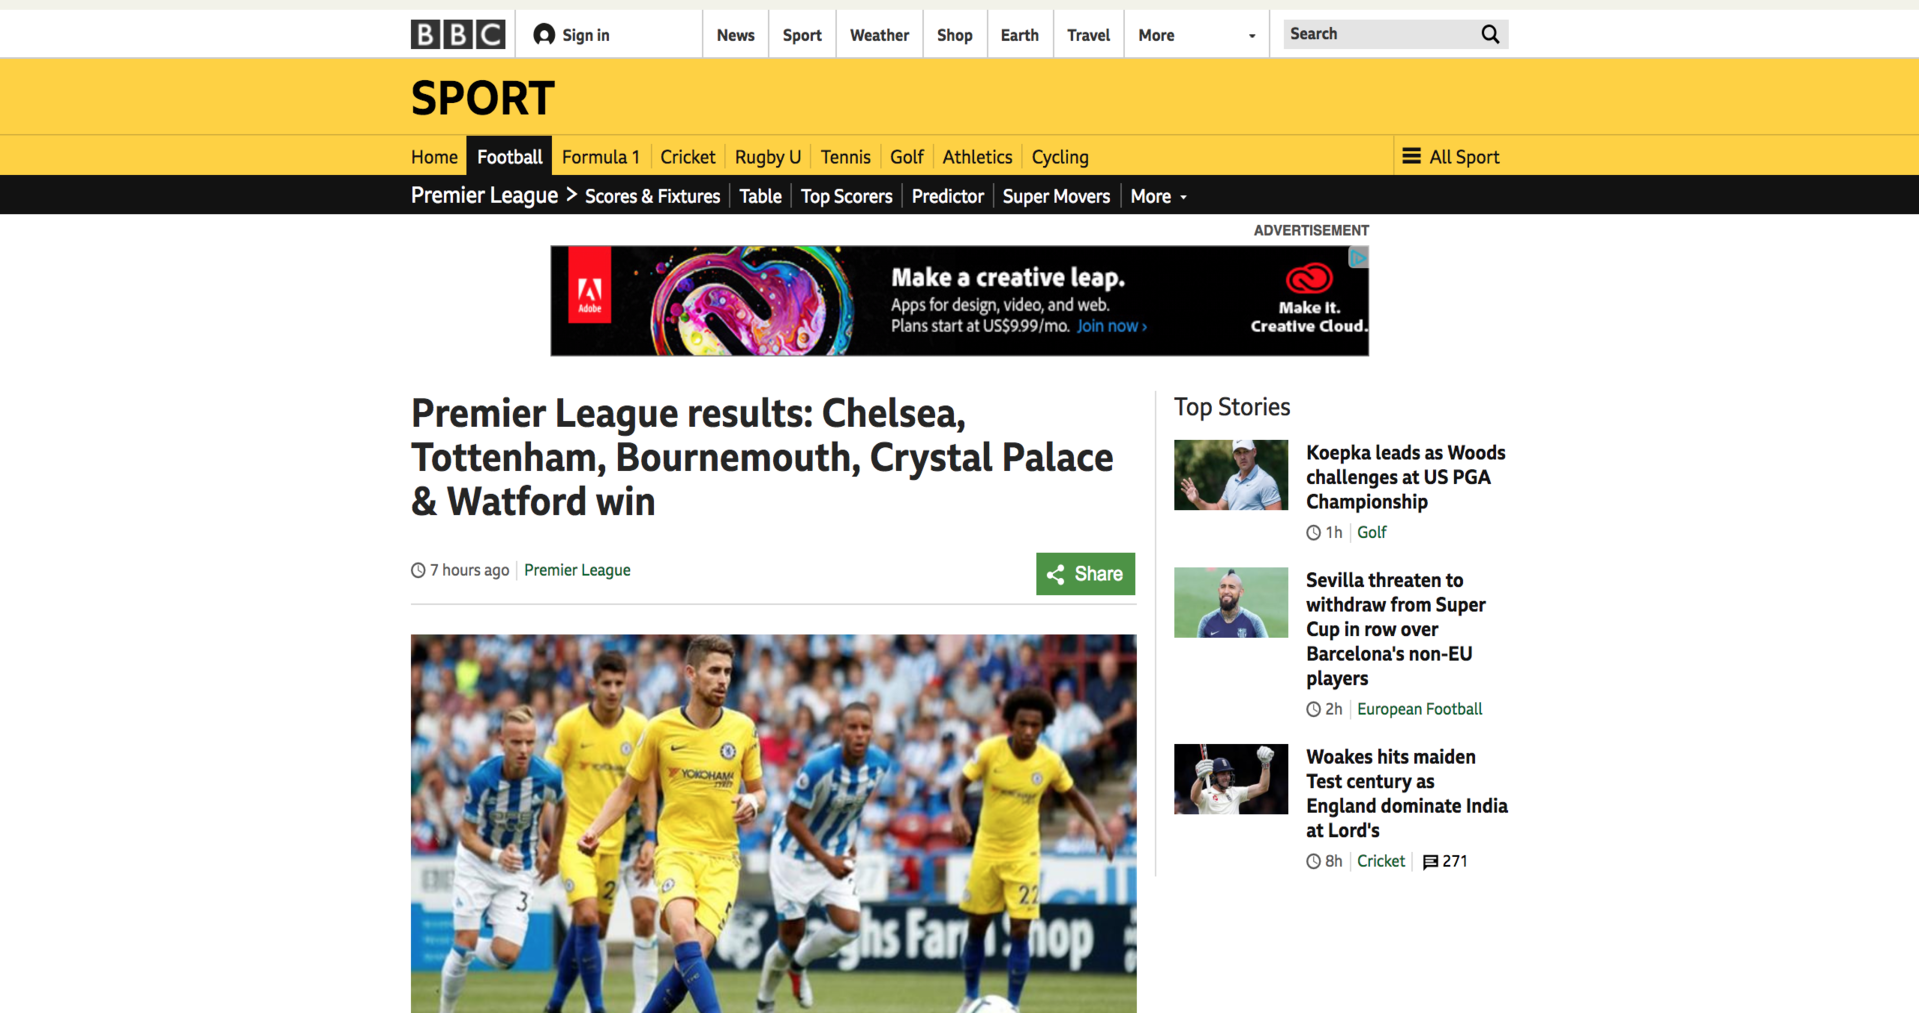 BBC
Sign in
News
Sport
Weather
Shop
Earth
Travel
More
Search
SPORT
Home
Football
Formula 1
Cricket
Rugby U
Tennis
Golf
Athletics
Cycling
All Sport
Premier League
Scores & Fixtures
Table
Top Scorers
Predictor
Super Movers
More
ADVERTISEMENT
Adobe
Make a creative leap.
Apps for design, video, and web.
Plans start at US$9.99/mo. Join now ›
Make It.
Creative Cloud.
Premier League results: Chelsea,
Tottenham, Bournemouth, Crystal Palace
& Watford win
7 hours ago
Premier League
Share
YOKOHAMA
3
2
5
22
Top Stories
Koepka leads as Woods
challenges at US PGA
Championship
1h
Golf
Sevilla threaten to
withdraw from Super
Cup in row over
Barcelona's non-EU
players
2h
European Football
Woakes hits maiden
Test century as
England dominate India
at Lord's
8h
Cricket
271